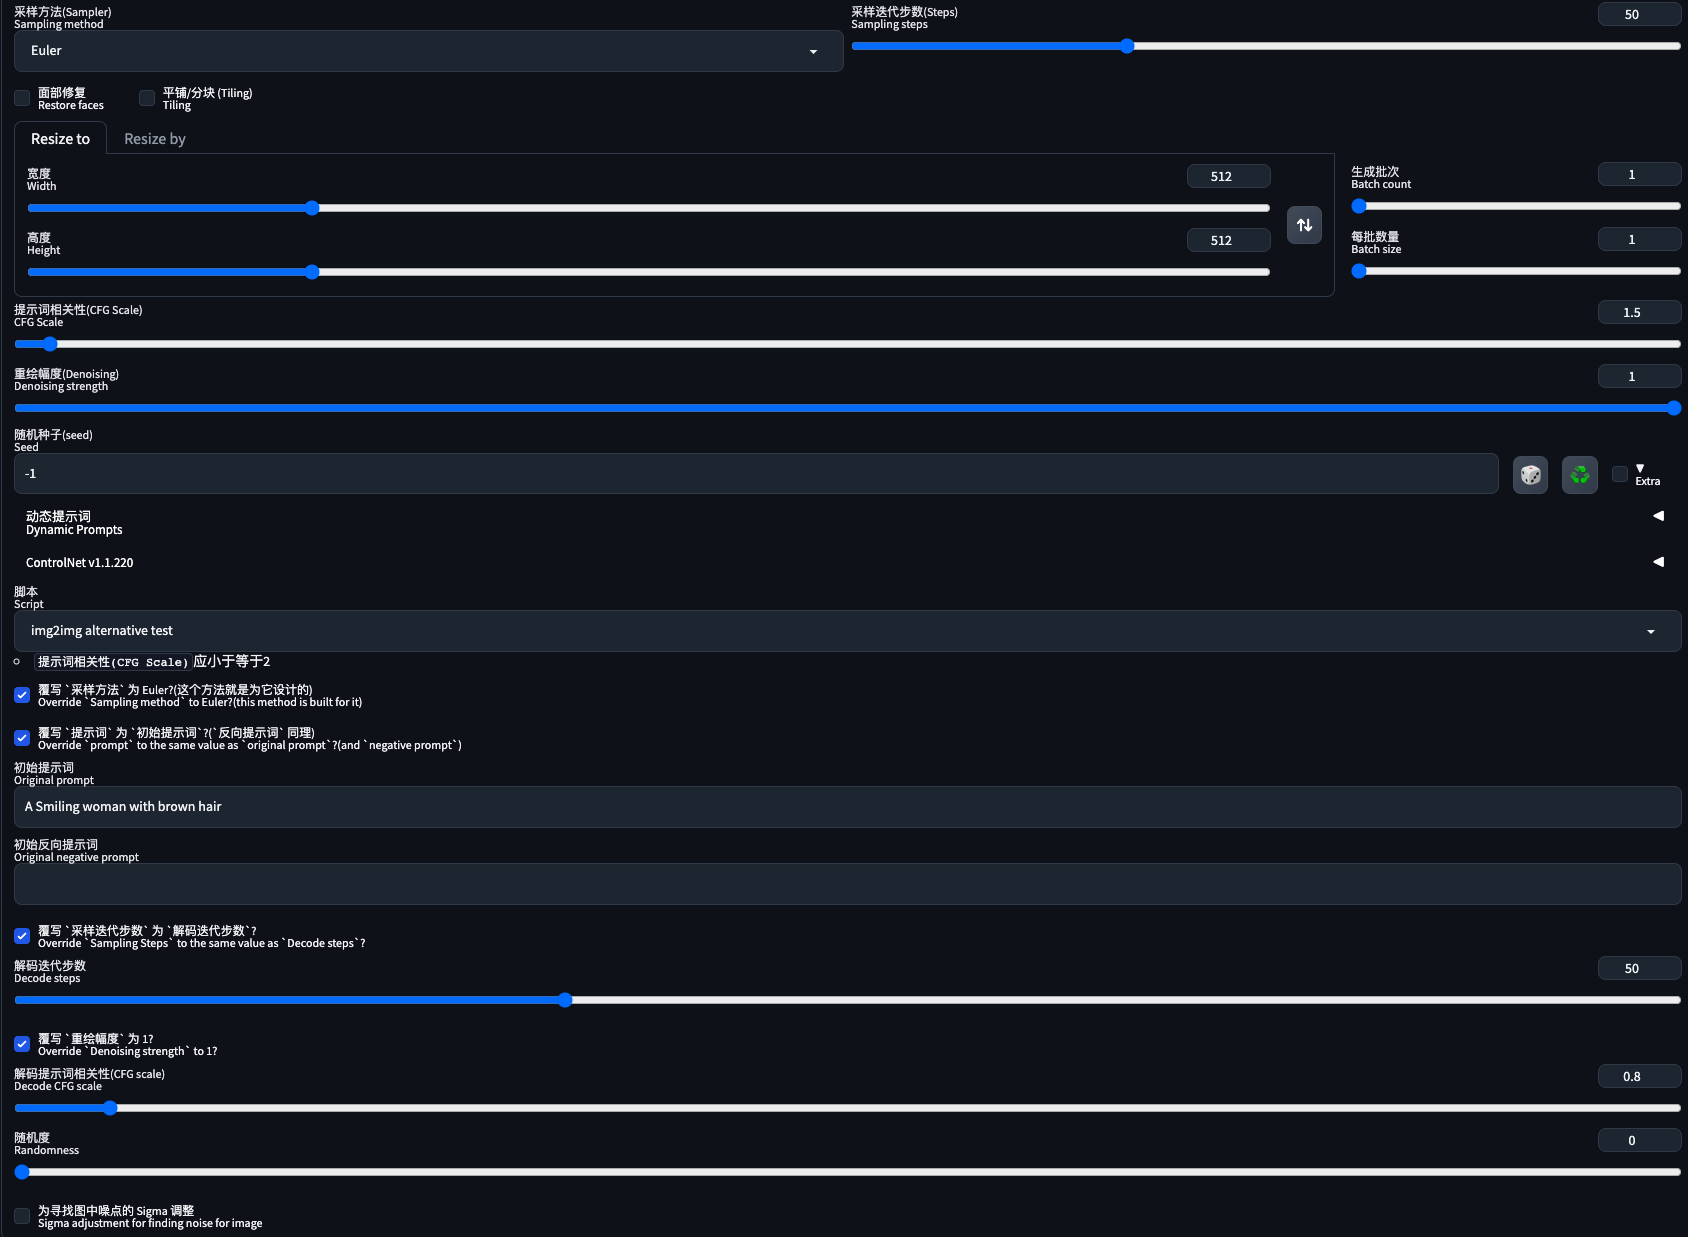 采样方法(Sampler)
Sampling method
Euler
采样迭代步数(Steps)
Sampling steps
50
面部修复
Restore faces
平铺/分块 (Tiling)
Tiling
Resize to
Resize by
宽度
Width
512
高度
Height
512
生成批次
Batch count
1
每批数量
Batch size
1
提示词相关性(CFG Scale)
CFG Scale
1.5
重绘幅度(Denoising)
Denoising strength
1
随机种子(seed)
Seed
-1
▼
Extra
动态提示词
Dynamic Prompts
ControlNet v1.1.220
脚本
Script
img2img alternative test
提示词相关性(CFG Scale) 应小于等于2
覆写 `采样方法` 为 Euler?(这个方法就是为它设计的)
Override `Sampling method` to Euler?(this method is built for it)
覆写 `提示词` 为 `初始提示词`?(`反向提示词` 同理)
Override `prompt` to the same value as `original prompt`?(and `negative prompt`)
初始提示词
Original prompt
A Smiling woman with brown hair
初始反向提示词
Original negative prompt
覆写 `采样迭代步数` 为 `解码迭代步数`?
Override `Sampling Steps` to the same value as `Decode steps`?
解码迭代步数
Decode steps
50
覆写 `重绘幅度` 为 1?
Override `Denoising strength` to 1?
解码提示词相关性(CFG scale)
Decode CFG scale
0.8
随机度
Randomness
0
为寻找图中噪点的 Sigma 调整
Sigma adjustment for finding noise for image